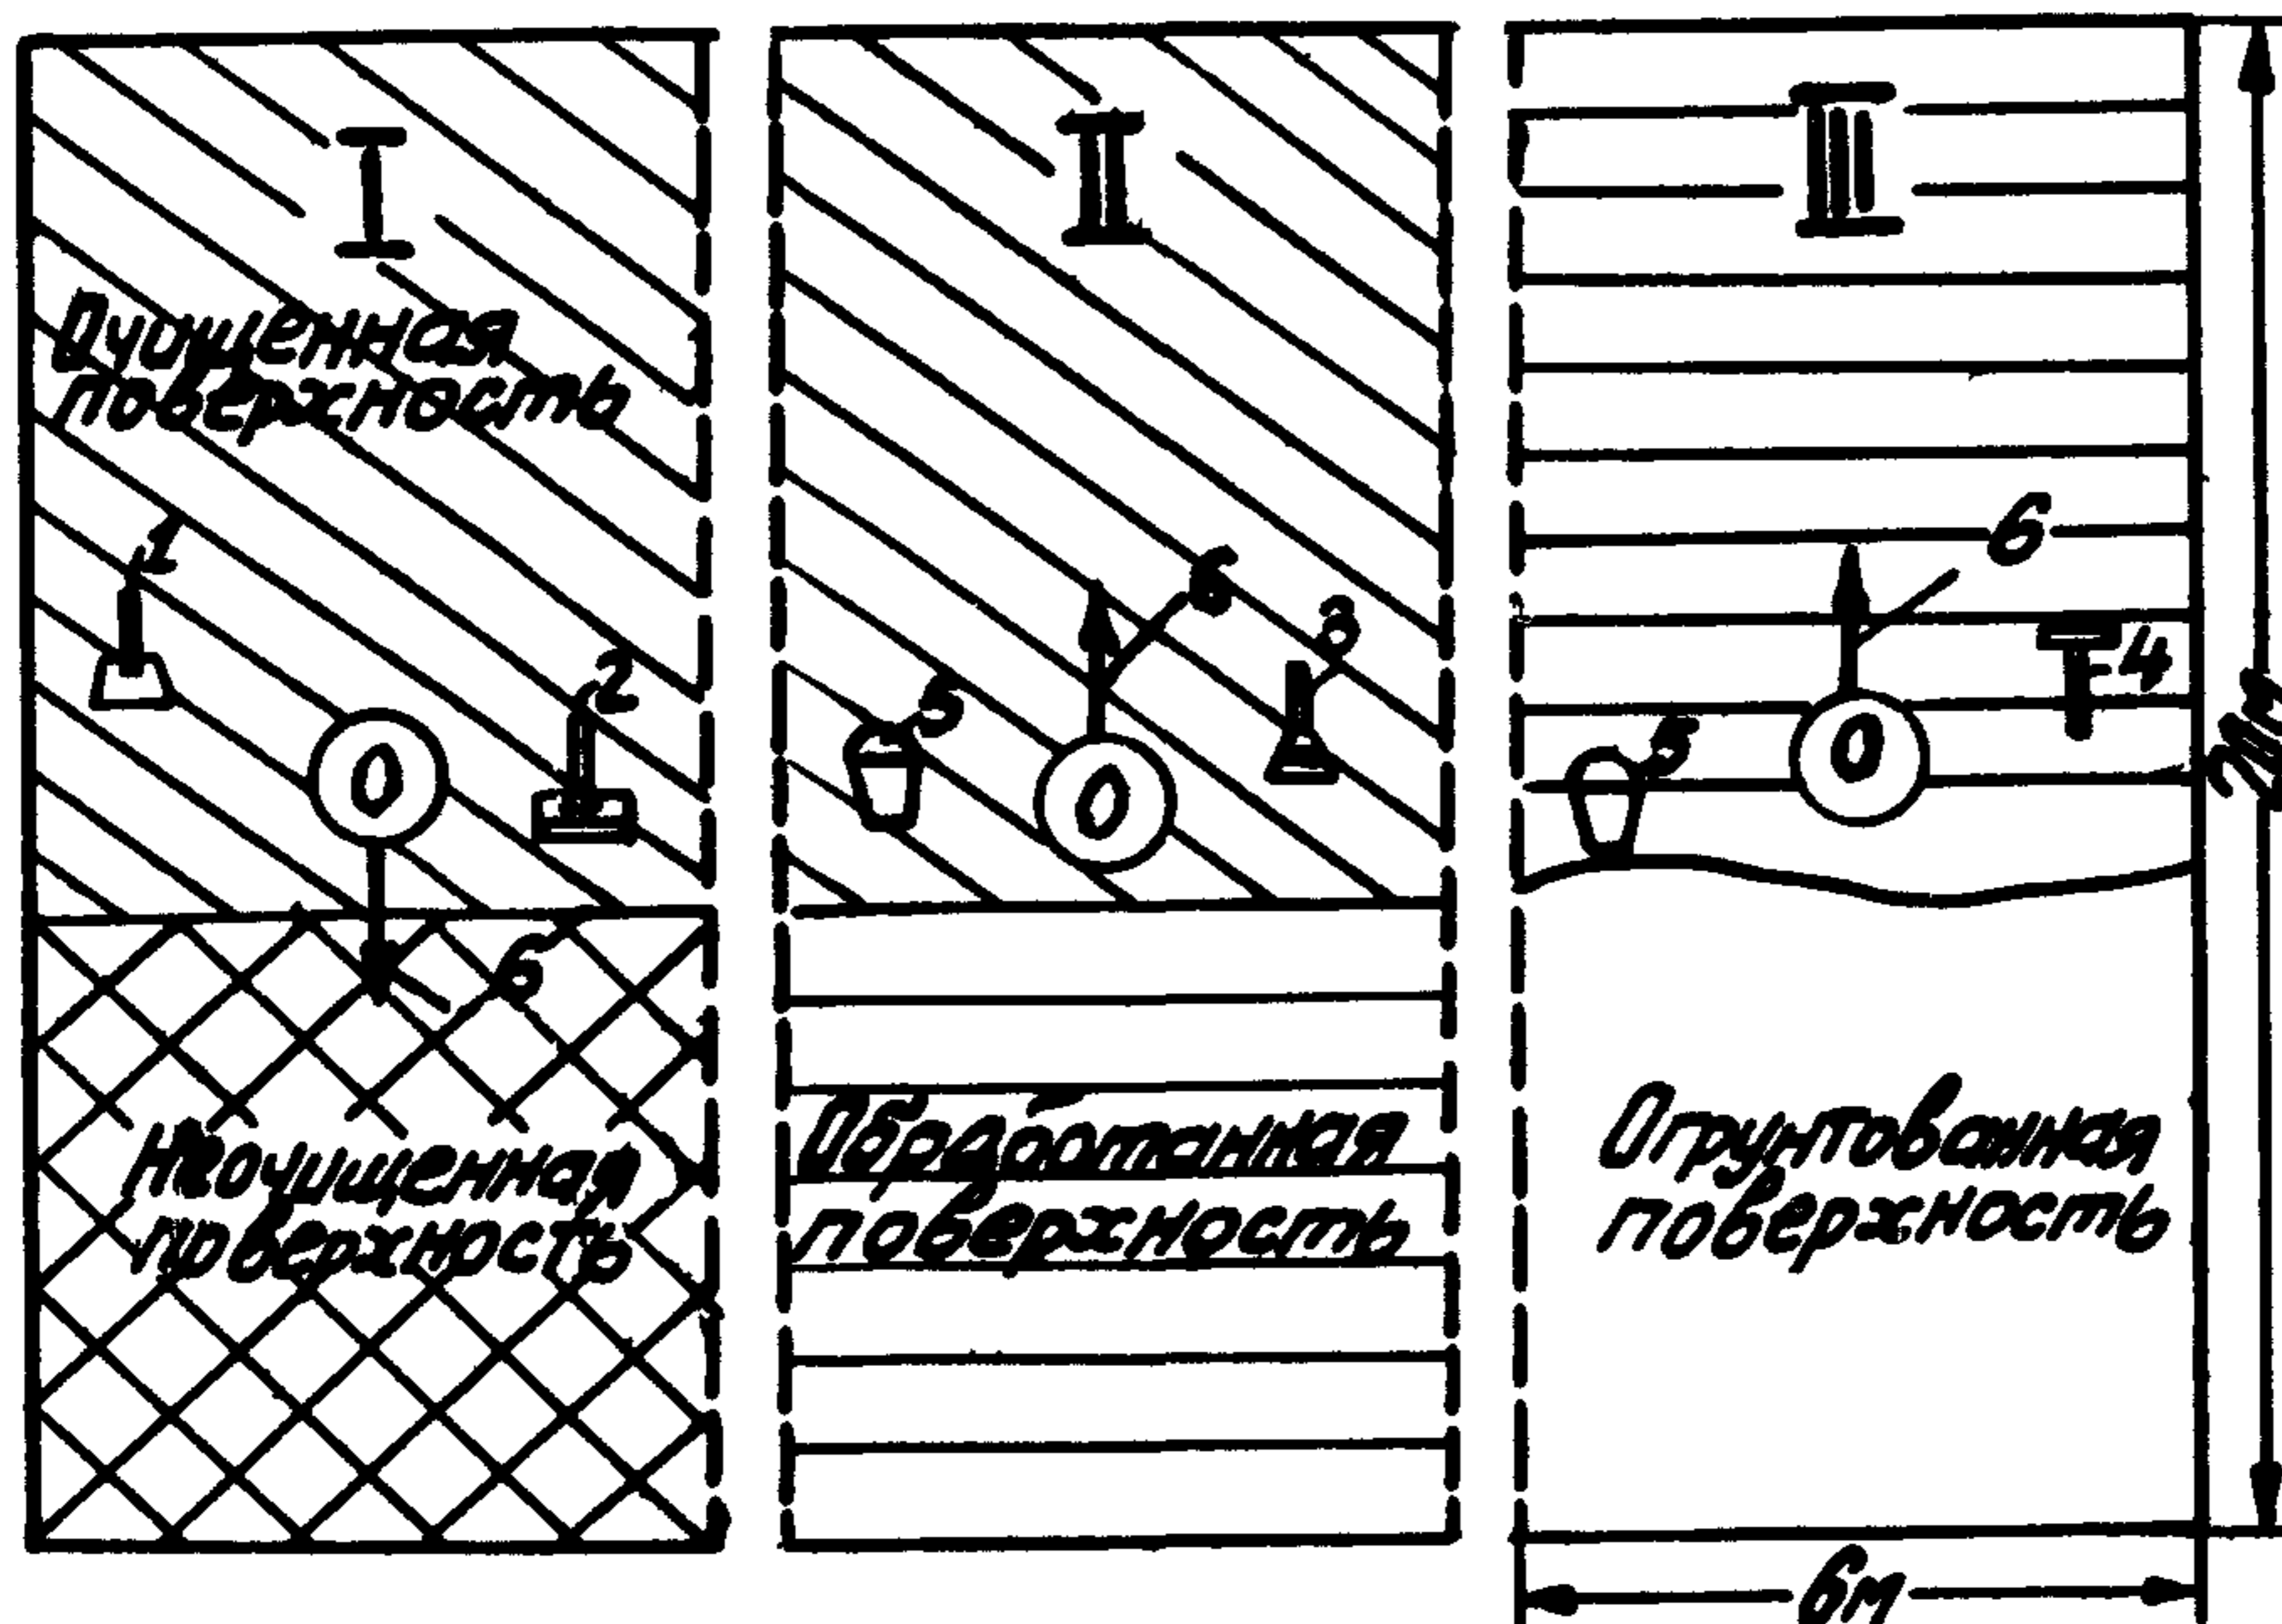 I
Очищенная
поверхность
1
2
0
6
Неочищенная
поверхность
II
6
3
5
0
Обработанная
поверхность
III
6
4
5
0
Огрунтованная
поверхность
6м